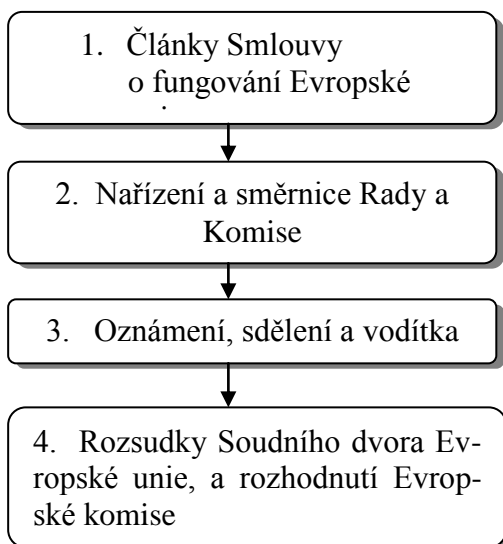 1. Články Smlouvy
o fungování Evropské
2. Nařízení a směrnice Rady a
Komise
3. Oznámení, sdělení a vodítka
4. Rozsudky Soudního dvora Ev-
ropské unie, a rozhodnutí Evrop-
ské komise